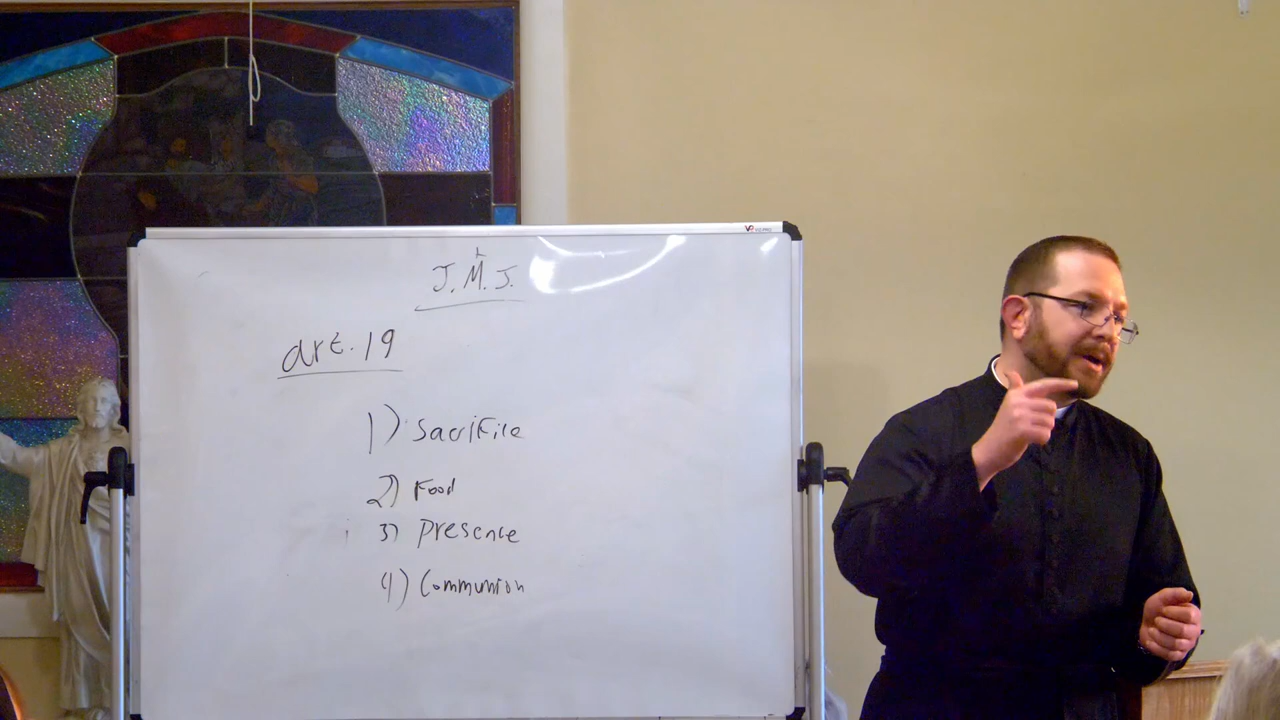 J.M.J.
art. 19
1) Sacrifice
2) Food
3) Presence
4) Communion